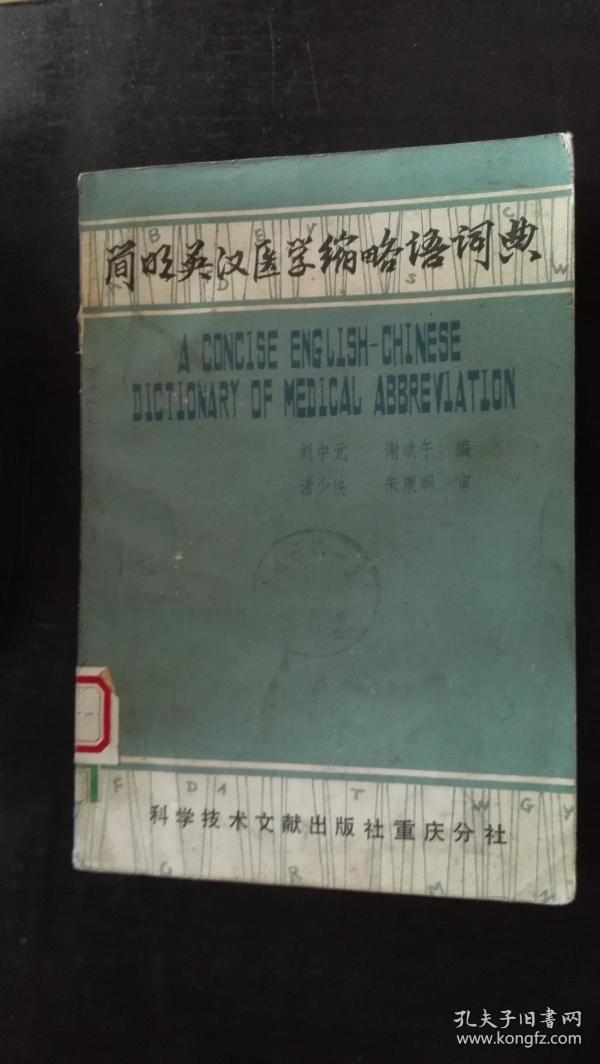 简明英汉医学缩略语词典
A CONCISE ENGLISH-CHINESE
DICTIONARY OF MEDICAL ABBREVIATION
刘中元 谢斌午 编
诸少侠 朱康明 审
科学技术文献出版社重庆分社
孔夫子旧书网
www.kongfz.com